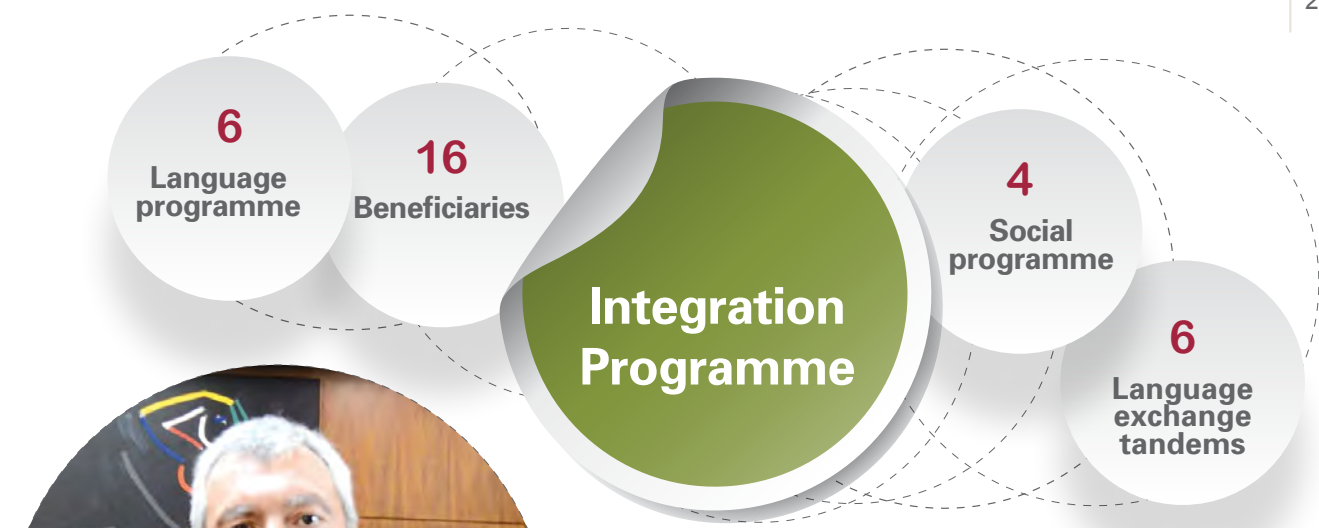 2
6
Language
programme
16
Beneficiaries
Integration
Programme
4
Social
programme
6
Language
exchange
tandems